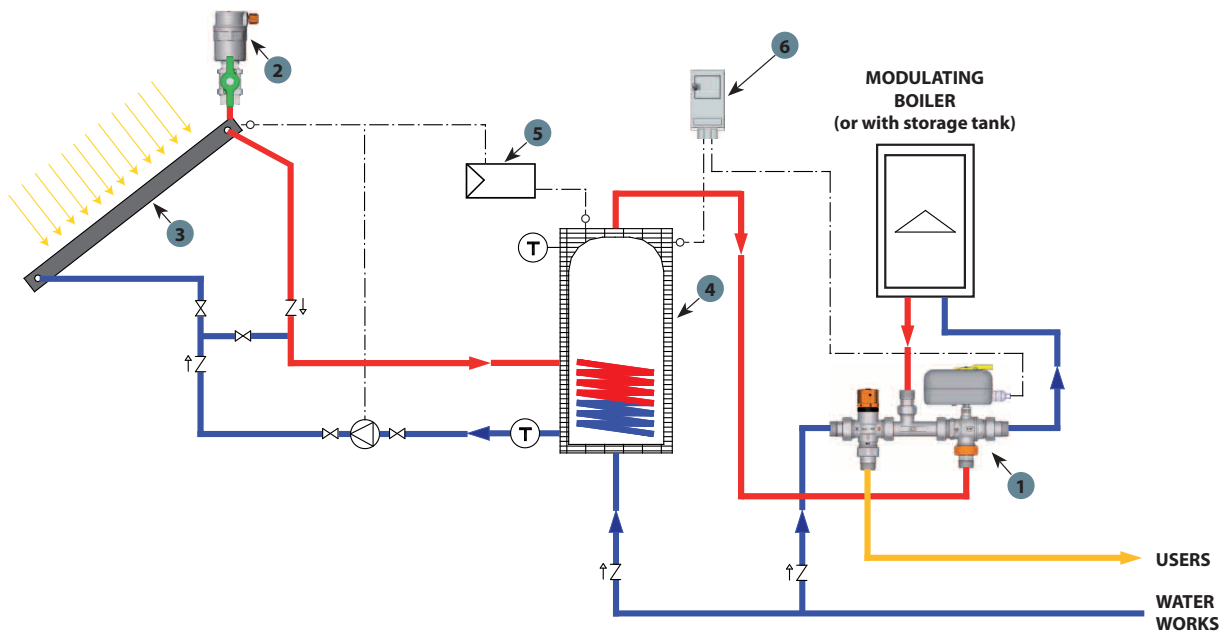 2
6
MODULATING
BOILER
(or with storage tank)
5
3
T
4
T
1
USERS
WATER
WORKS